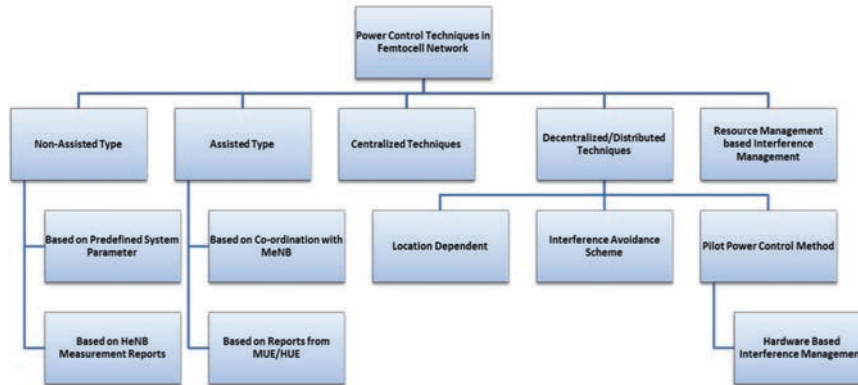 Power Control Techniques in
Femtocell Network
Non-Assisted Type
Assisted Type
Centralized Techniques
Decentralized/Distributed
Techniques
Resource Management
based Interference
Management
Based on Predefined System
Parameter
Based on Co-ordination with
MeNB
Location Dependent
Interference Avoidance
Scheme
Pilot Power Control Method
Based on HeNB
Measurement Reports
Based on Reports from
MUE/HUE
Hardware Based
Interference Management